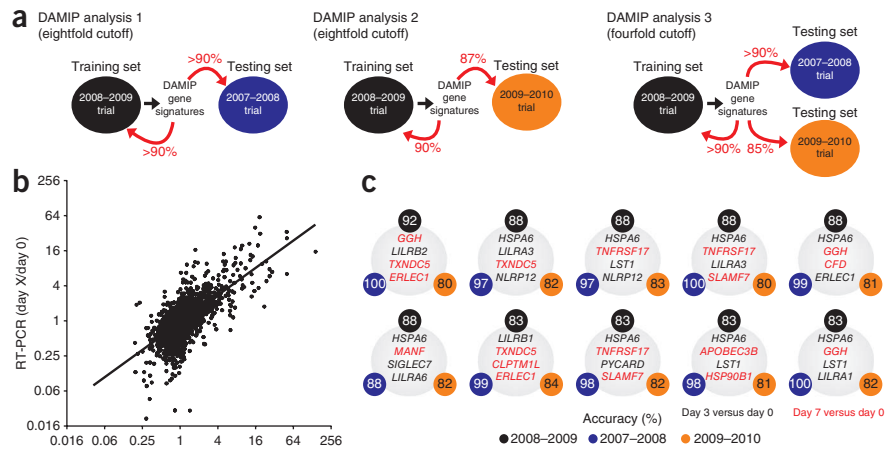 a
DAMIP analysis 1
(eightfold cutoff)
Training set
2008–2009
trial
>90%
DAMIP
gene
signatures
>90%
Testing set
2007–2008
trial
DAMIP analysis 2
(eightfold cutoff)
Training set
2008–2009
trial
87%
DAMIP
gene
signatures
90%
Testing set
2009–2010
trial
DAMIP analysis 3
(fourfold cutoff)
Training set
2008–2009
trial
>90%
DAMIP
gene
signatures
>90%
85%
Testing set
2007–2008
trial
Testing set
2009–2010
trial
b
RT-PCR (day X/day 0)
256
64
16
4
1
0.25
0.06
0.016
0.016 0.06 0.25 1 4 16 64 256
c
92
GGH
LILRB2
TXNDC5
ERLEC1
100 80
88
HSPA6
LILRA3
TXNDC5
NLRP12
97 82
88
HSPA6
TNFRSF17
LST1
NLRP12
97 83
88
HSPA6
TNFRSF17
LILRA3
SLAMF7
100 80
88
HSPA6
GGH
CFD
ERLEC1
99 81
88
HSPA6
MANF
SIGLEC7
LILRA6
88 82
83
LILRB1
TXNDC5
CLPTM1L
ERLEC1
99 84
83
HSPA6
TNFRSF17
PYCARD
SLAMF7
98 82
83
HSPA6
APOBEC3B
LST1
HSP90B1
98 81
83
HSPA6
GGH
LST1
LILRA1
100 82
Accuracy (%)
Day 3 versus day 0
Day 7 versus day 0
2008–2009
2007–2008
2009–2010